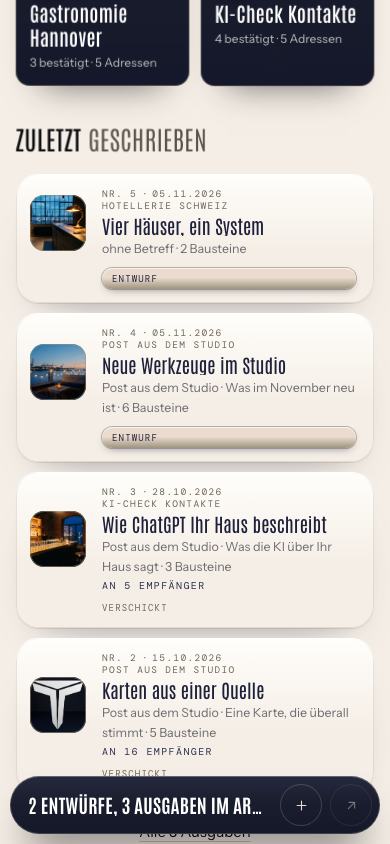 Gastronomie
Hannover
3 bestätigt · 5 Adressen
KI-Check Kontakte
4 bestätigt · 5 Adressen
ZULETZT GESCHRIEBEN
NR. 5 · 05.11.2026
HOTELLERIE SCHWEIZ
Vier Häuser, ein System
ohne Betreff · 2 Bausteine
ENTWURF
NR. 4 · 05.11.2026
POST AUS DEM STUDIO
Neue Werkzeuge im Studio
Post aus dem Studio · Was im November neu
ist · 6 Bausteine
ENTWURF
NR. 3 · 28.10.2026
KI-CHECK KONTAKTE
Wie ChatGPT Ihr Haus beschreibt
Post aus dem Studio · Was die KI über Ihr
Haus sagt · 3 Bausteine
AN 5 EMPFÄNGER
VERSCHICKT
NR. 2 · 15.10.2026
POST AUS DEM STUDIO
Karten aus einer Quelle
Post aus dem Studio · Eine Karte, die überall
stimmt · 5 Bausteine
AN 16 EMPFÄNGER
VERSCHICKT
2 ENTWÜRFE, 3 AUSGABEN IM AR…